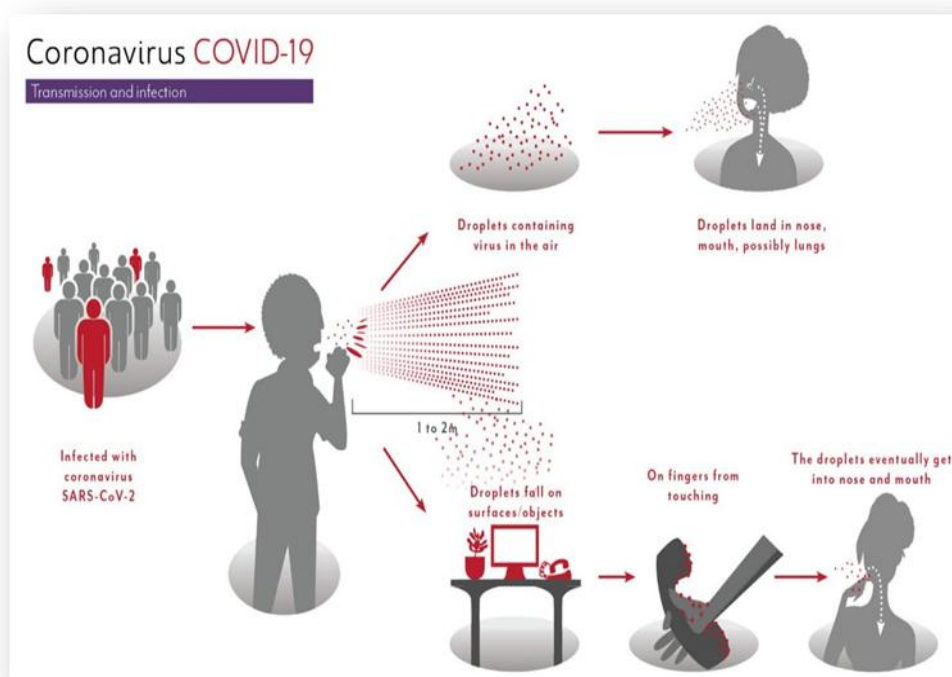 Coronavirus COVID-19
Transmission and infection
Droplets containing
virus in the air
Droplets land in nose,
mouth, possibly lungs
1 to 2m
Infected with
coronavirus
SARS-CoV-2
Droplets fall on
surfaces/objects
On fingers from
touching
The droplets eventually get
into nose and mouth